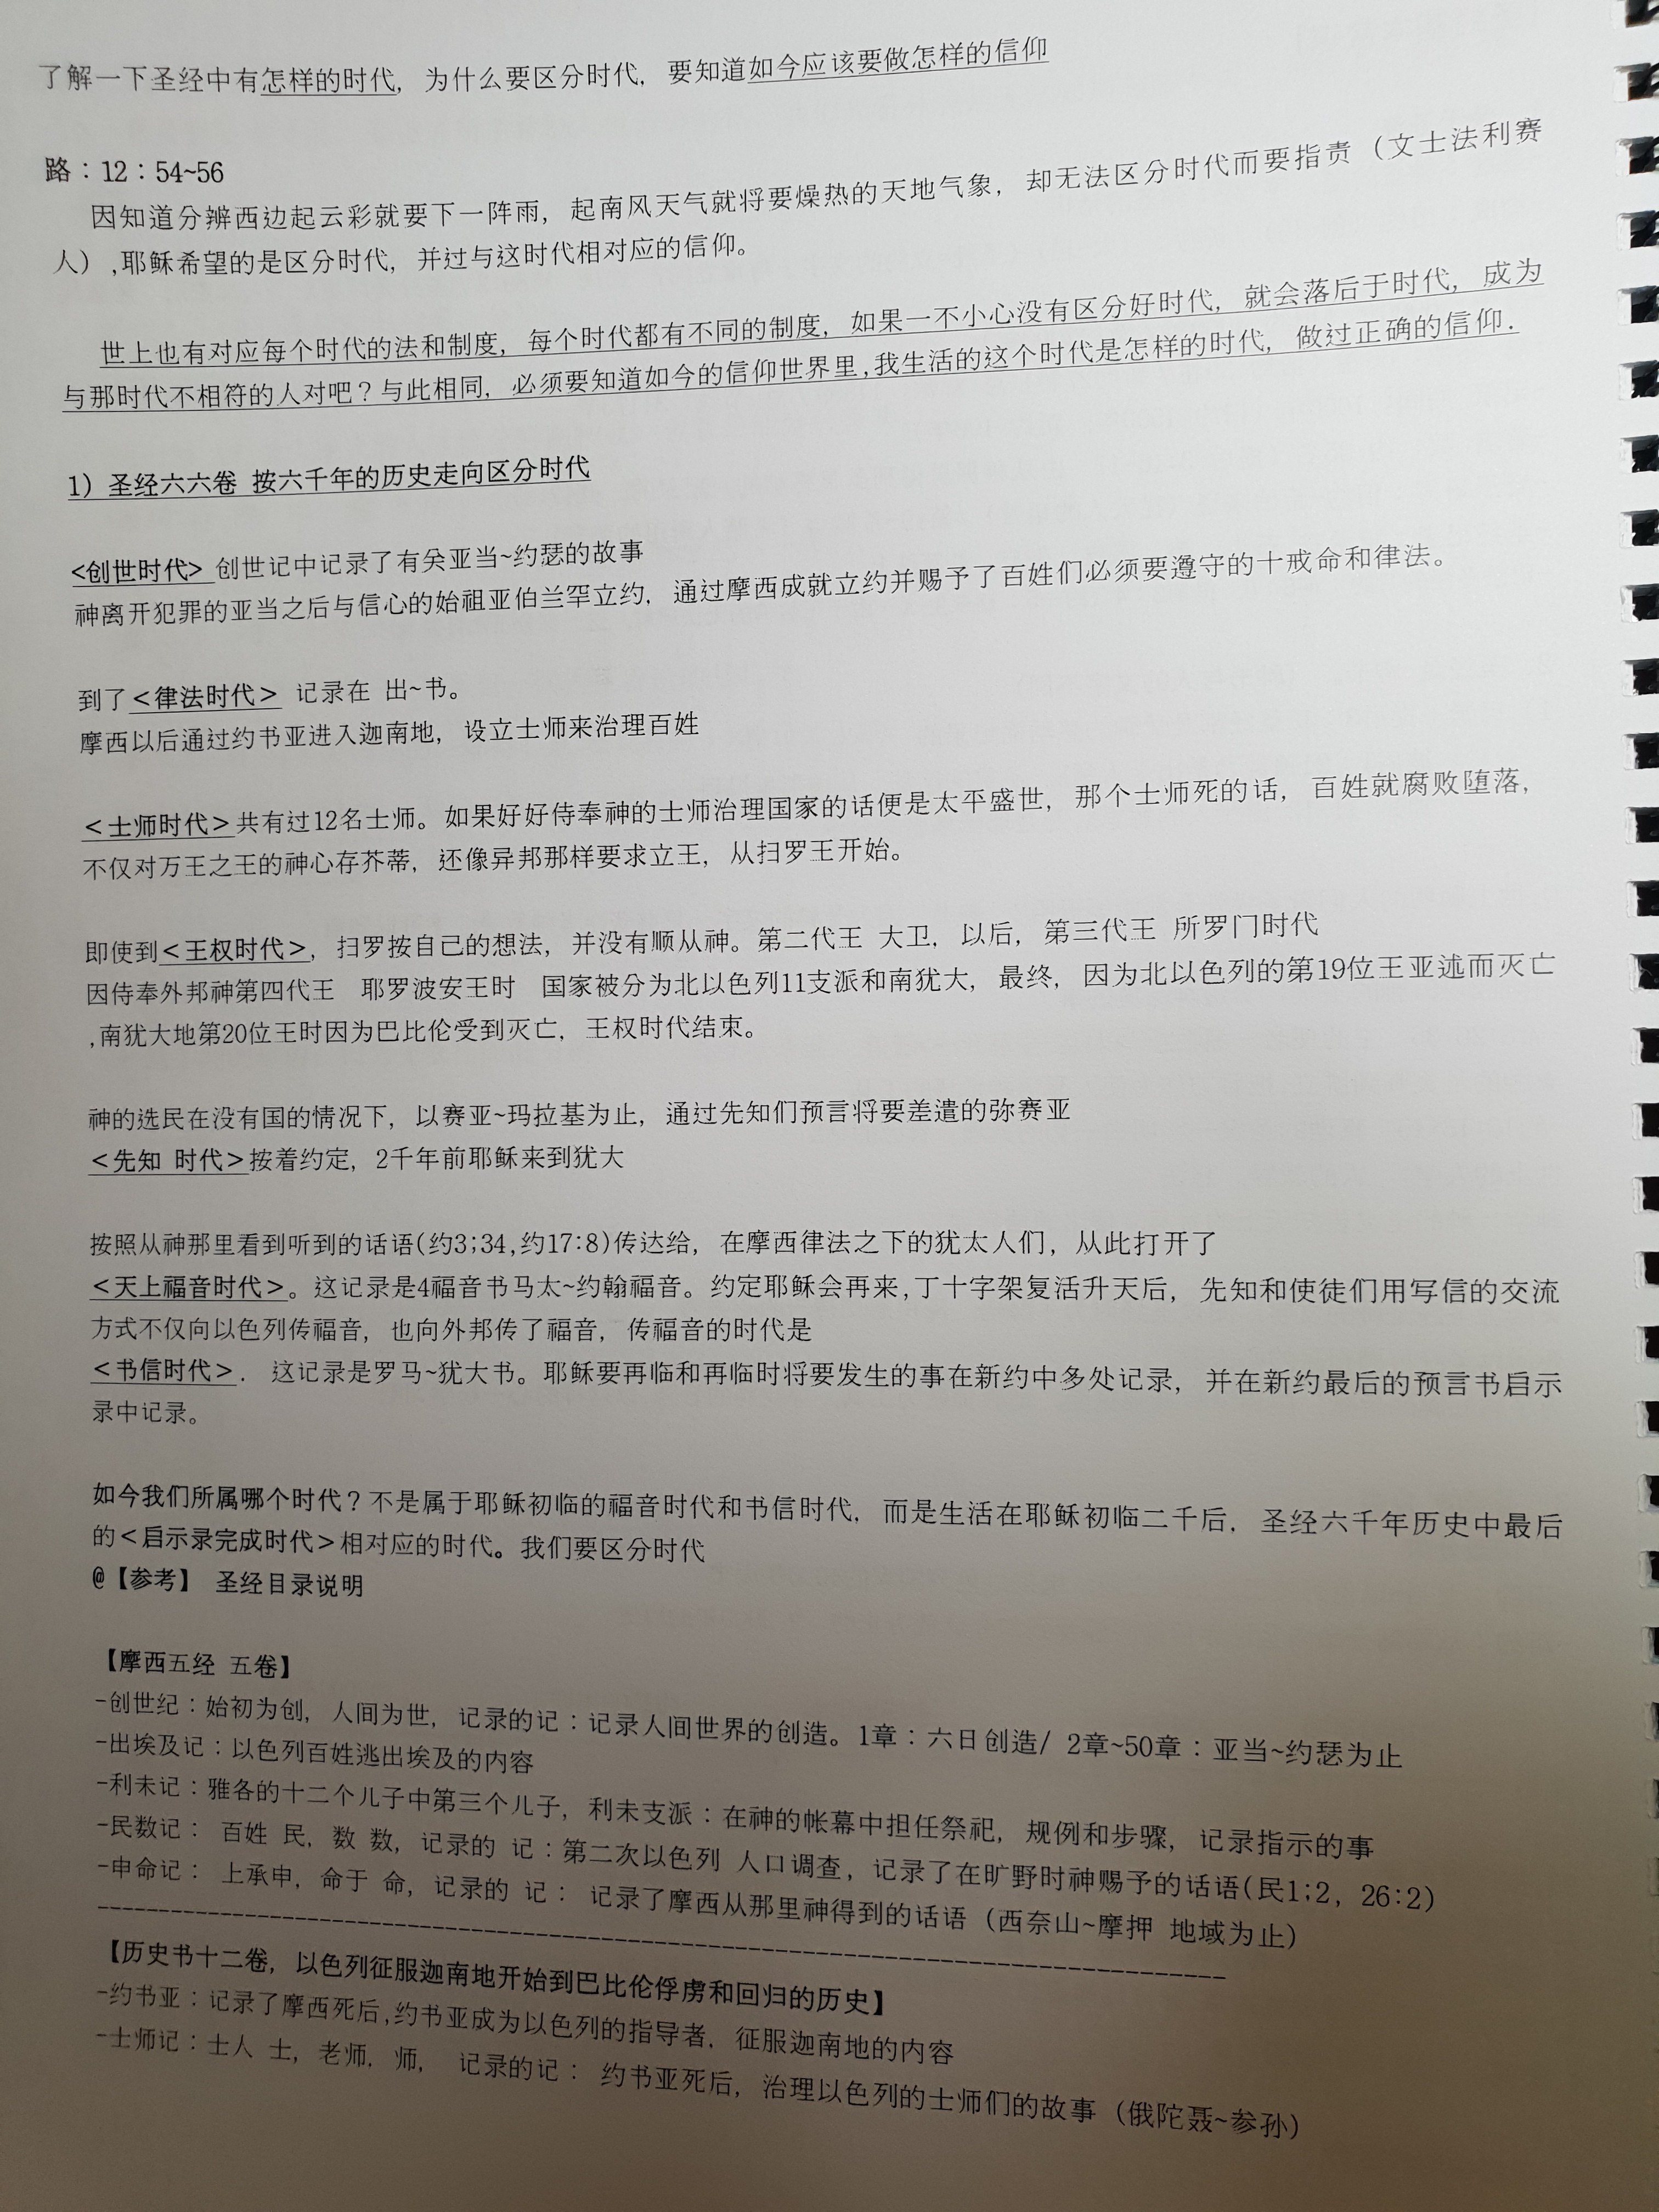 了解一下圣经中有怎样的时代，为什么要区分时代，要知道如今应该要做怎样的信仰
路：12：54~56
因知道分辨西边起云彩就要下一阵雨，起南风天气就将要燥热的天地气象，却无法区分时代而要指责（文士法利赛
人）,耶稣希望的是区分时代，并过与这时代相对应的信仰。
世上也有对应每个时代的法和制度，每个时代都有不同的制度，如果一不小心没有区分好时代，就会落后于时代，成为
与那时代不相符的人对吧？与此相同，必须要知道如今的信仰世界里,我生活的这个时代是怎样的时代，做过正确的信仰.
1）圣经六六卷 按六千年的历史走向区分时代
<创世时代> 创世记中记录了有关亚当~约瑟的故事
神离开犯罪的亚当之后与信心的始祖亚伯兰罕立约，通过摩西成就立约并赐予了百姓们必须要遵守的十戒命和律法。
到了<律法时代> 记录在 出~书。
摩西以后通过约书亚进入迦南地，设立士师来治理百姓
<士师时代>共有过12名士师。如果好好侍奉神的士师治理国家的话便是太平盛世，那个士师死的话，百姓就腐败堕落，
不仅对万王之王的神心存芥蒂，还像异邦那样要求立王，从扫罗王开始。
即使到<王权时代>，扫罗按自己的想法，并没有顺从神。第二代王 大卫，以后，第三代王 所罗门时代
因侍奉外邦神第四代王 耶罗波安王时 国家被分为北以色列11支派和南犹大，最终，因为北以色列的第19位王亚述而灭亡
,南犹大地第20位王时因为巴比伦受到灭亡，王权时代结束。
神的选民在没有国的情况下，以赛亚~玛拉基为止，通过先知们预言将要差遣的弥赛亚
<先知 时代>按着约定，2千年前耶稣来到犹大
按照从神那里看到听到的话语(约3;34,约17:8)传达给，在摩西律法之下的犹太人们，从此打开了
<天上福音时代>。这记录是4福音书马太~约翰福音。约定耶稣会再来,丁十字架复活升天后，先知和使徒们用写信的交流
方式不仅向以色列传福音，也向外邦传了福音，传福音的时代是
<书信时代>. 这记录是罗马~犹大书。耶稣要再临和再临时将要发生的事在新约中多处记录，并在新约最后的预言书启示
录中记录。
如今我们所属哪个时代？不是属于耶稣初临的福音时代和书信时代，而是生活在耶稣初临二千后，圣经六千年历史中最后
的<启示录完成时代>相对应的时代。我们要区分时代
@【参考】 圣经目录说明
【摩西五经 五卷】
-创世纪：始初为创，人间为世，记录的记：记录人间世界的创造。1章：六日创造/ 2章~50章：亚当~约瑟为止
-出埃及记：以色列百姓逃出埃及的内容
-利未记：雅各的十二个儿子中第三个儿子，利未支派：在神的帐幕中担任祭祀，规例和步骤，记录指示的事
-民数记： 百姓 民，数 数，记录的 记：第二次以色列 人口调查，记录了在旷野时神赐予的话语(民1;2，26:2)
-申命记： 上承申，命于 命，记录的 记： 记录了摩西从那里神得到的话语（西奈山~摩押 地域为止）
------------------------------------------------------------
【历史书十二卷，以色列征服迦南地开始到巴比伦俘虏和回归的历史】
-约书亚：记录了摩西死后,约书亚成为以色列的指导者，征服迦南地的内容
-士师记：士人 士，老师，师， 记录的记： 约书亚死后，治理以色列的士师们的故事（俄陀聂~参孙）